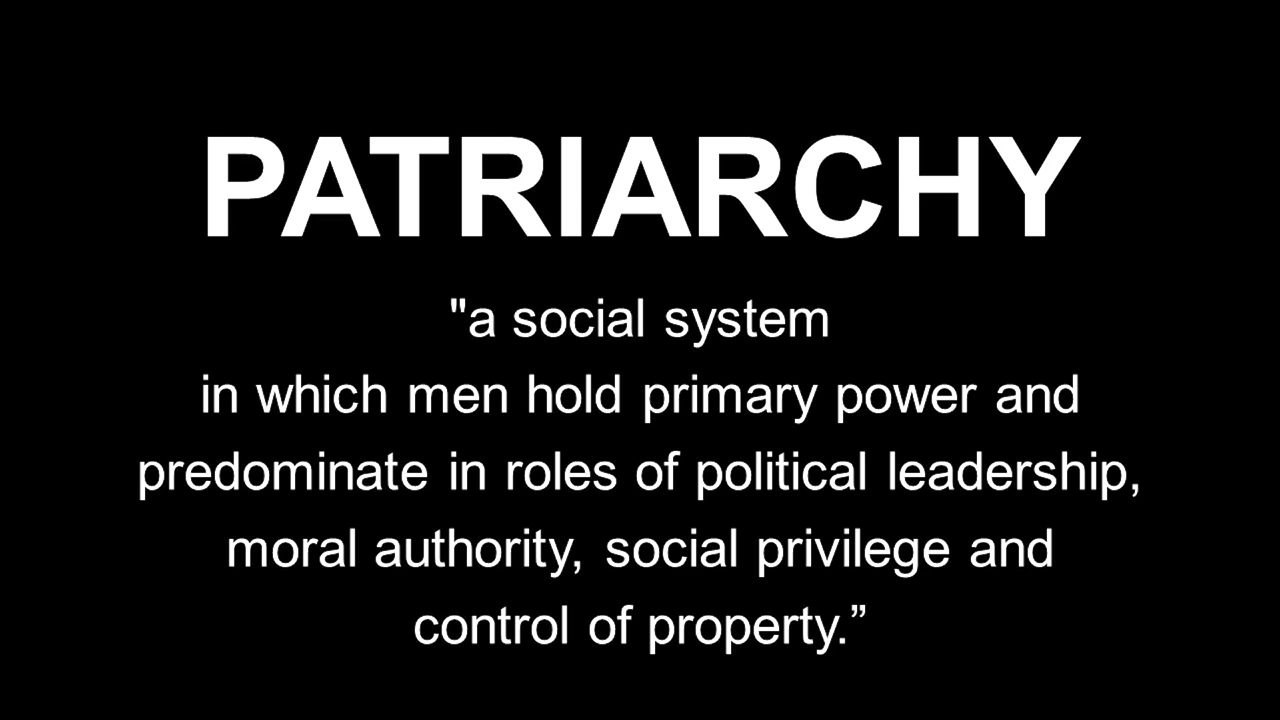 PATRIARCHY
"a social system
in which men hold primary power and
predominate in roles of political leadership,
moral authority, social privilege and
control of property.”